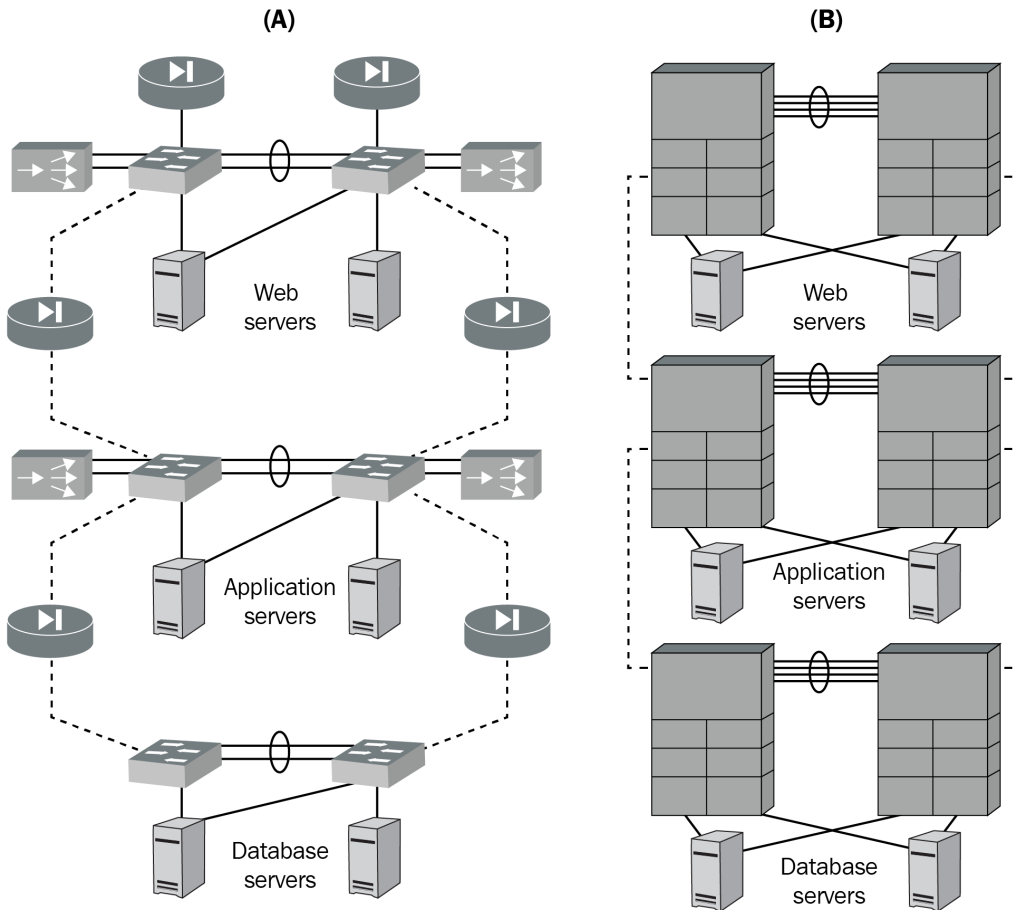 (A)
(B)
Web
servers
Web
servers
Application
servers
Application
servers
Database
servers
Database
servers